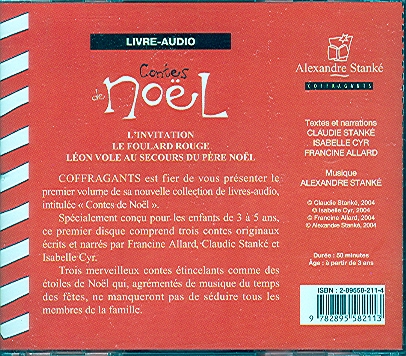 LIVRE-AUDIO
Contes
de NOËL
L'INVITATION
LE FOULARD ROUGE
LÉON VOLE AU SECOURS DU PÈRE NOËL
COFFRAGANTS est fier de vous présenter le
premier volume de sa nouvelle collection de livres-audio,
intitulée « Contes de Noël ».
Spécialement conçu pour les enfants de 3 à 5 ans,
ce premier disque comprend trois contes originaux
écrits et narrés par Francine Allard, Claudie Stanké et
Isabelle Cyr.
Trois merveilleux contes étincelants comme des
étoiles de Noël qui, agrémentés de musique du temps
des fêtes, ne manqueront pas de séduire tous les
membres de la famille.
Alexandre Stanké
COFFRAGANTS
Textes et narrations
CLAUDIE STANKÉ
ISABELLE CYR
FRANCINE ALLARD
Musique
ALEXANDRE STANKÉ
© Claudie Stanké, 2004
© Isabelle Cyr, 2004
© Francine Allard, 2004
© Alexandre Stanké, 2004
Durée : 50 minutes
Âge : à partir de 3 ans
ISBN : 2-89558-211-4
9 782895 582113